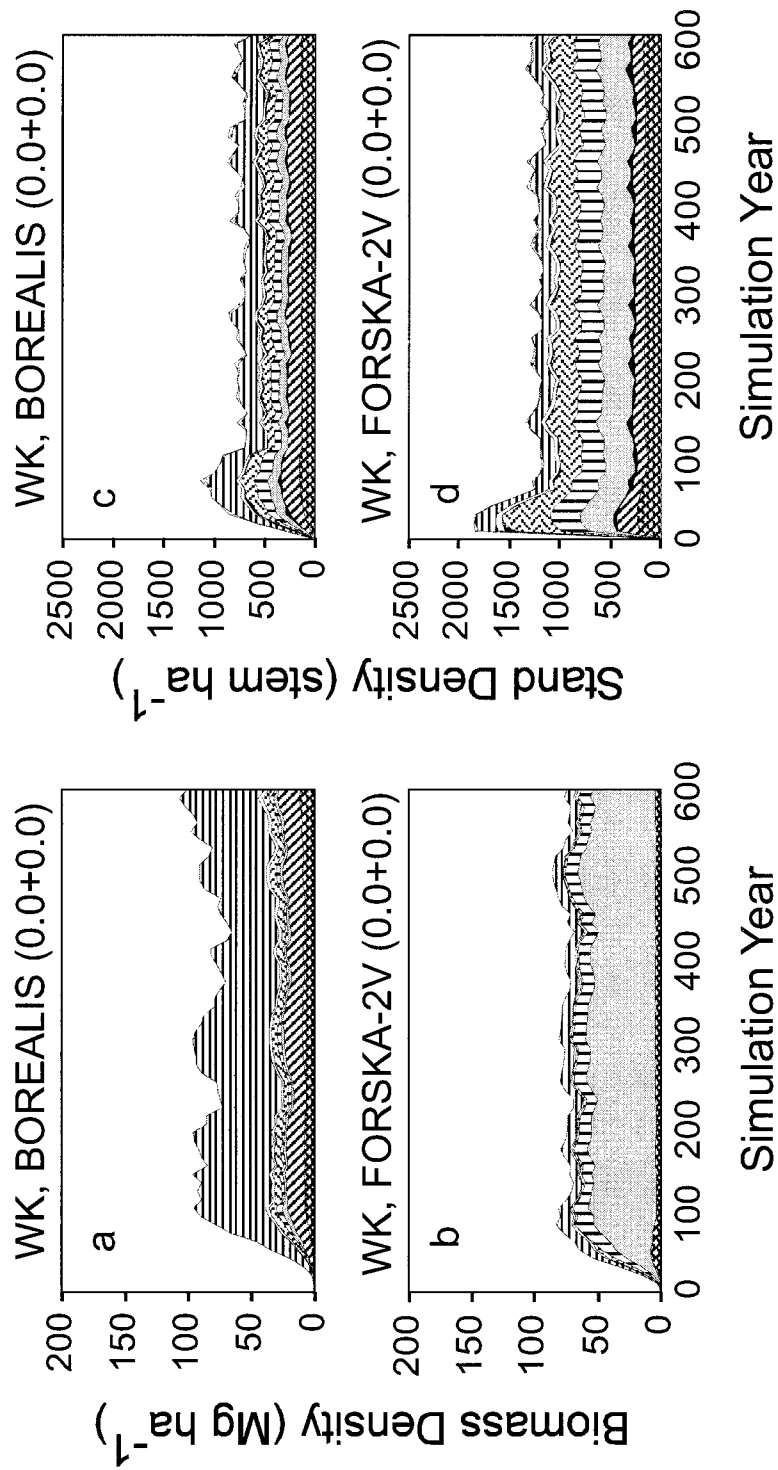 WK, BOREALIS (0.0+0.0)
a
200
150
100
50
0
WK, FORSKA-2V (0.0+0.0)
b
200
150
100
50
0
0 100 200 300 400 500 600
Simulation Year
Biomass Density (Mg ha⁻¹)
WK, BOREALIS (0.0+0.0)
c
2500
2000
1500
1000
500
0
WK, FORSKA-2V (0.0+0.0)
d
2500
2000
1500
1000
500
0
0 100 200 300 400 500 600
Simulation Year
Stand Density (stem ha⁻¹)